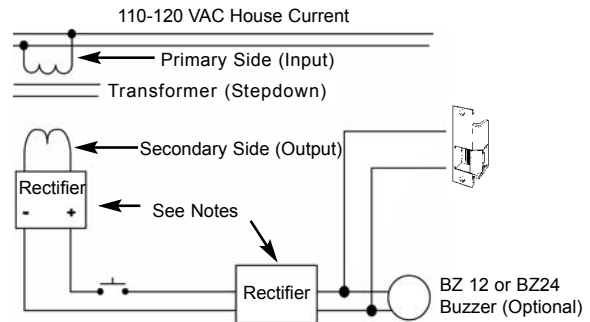 110-120 VAC House Current
Primary Side (Input)
Transformer (Stepdown)
Secondary Side (Output)
Rectifier
- +
See Notes
Rectifier
BZ 12 or BZ24
Buzzer (Optional)